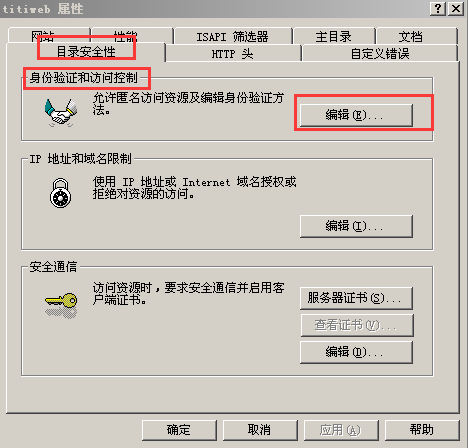 titiweb 属性
网站 性能 ISAPI 筛选器 主目录 文档
目录安全性 HTTP 头 自定义错误
身份验证和访问控制
允许匿名访问资源及编辑身份验证方
法。
编辑(E)...
IP 地址和域名限制
使用 IP 地址或 Internet 域名授权或
拒绝对资源的访问。
编辑(I)...
安全通信
访问资源时,要求安全通信并启用客
户端证书。
服务器证书(S)...
查看证书(V)...
编辑(D)...
确定 取消 应用(A) 帮助